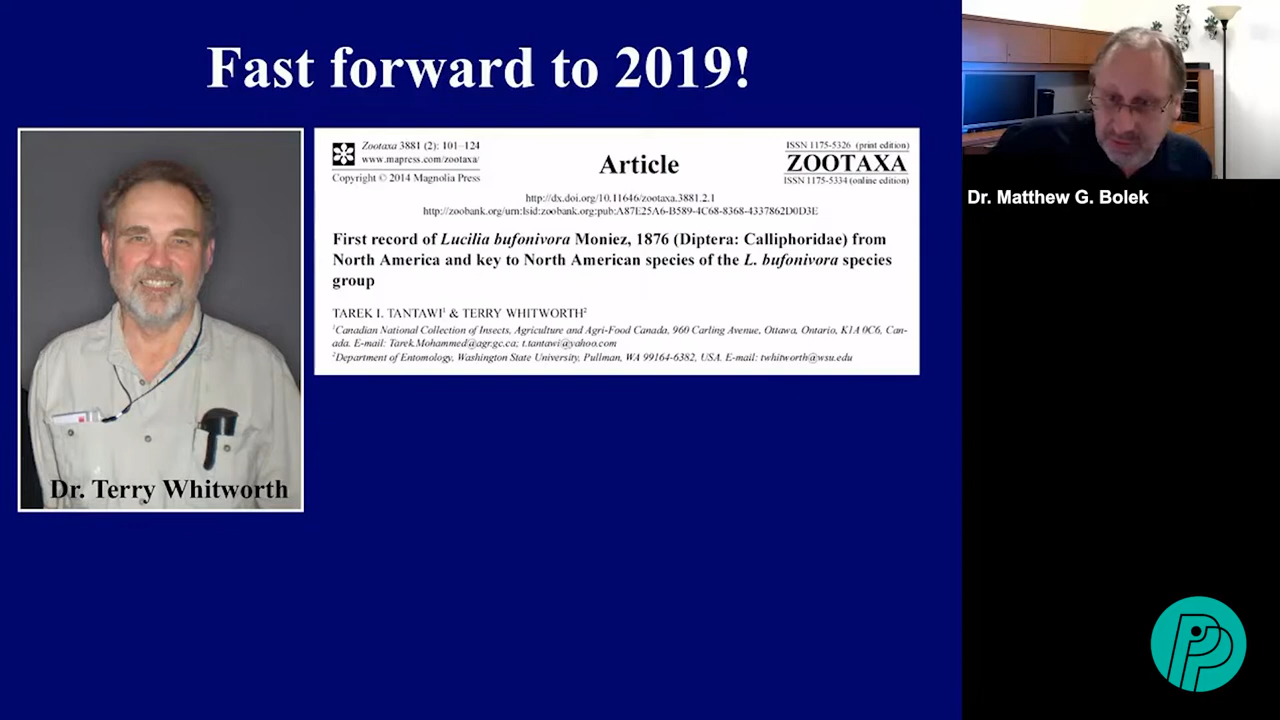 Fast forward to 2019!
Dr. Terry Whitworth
Zootaxa 3881 (2): 101–124
www.mapress.com/zootaxa/
Copyright © 2014 Magnolia Press
Article
ISSN 1175-5326 (print edition)
ZOOTAXA
ISSN 1175-5334 (online edition)
http://dx.doi.org/10.11646/zootaxa.3881.2.1
http://zoobank.org/urn:lsid:zoobank.org:pub:A87E25A6-B589-4C68-8368-4337862D0D3E
First record of Lucilia bufonivora Moniez, 1876 (Diptera: Calliphoridae) from
North America and key to North American species of the L. bufonivora species
group
TAREK I. TANTAWI¹ & TERRY WHITWORTH²
¹Canadian National Collection of Insects, Agriculture and Agri-Food Canada, 960 Carling Avenue, Ottawa, Ontario, K1A 0C6, Can-
ada. E-mail: Tarek.Mohammed@agr.gc.ca; t.tantawi@yahoo.com
²Department of Entomology, Washington State University, Pullman, WA 99164-6382, USA. E-mail: twhitworth@wsu.edu
Dr. Matthew G. Bolek